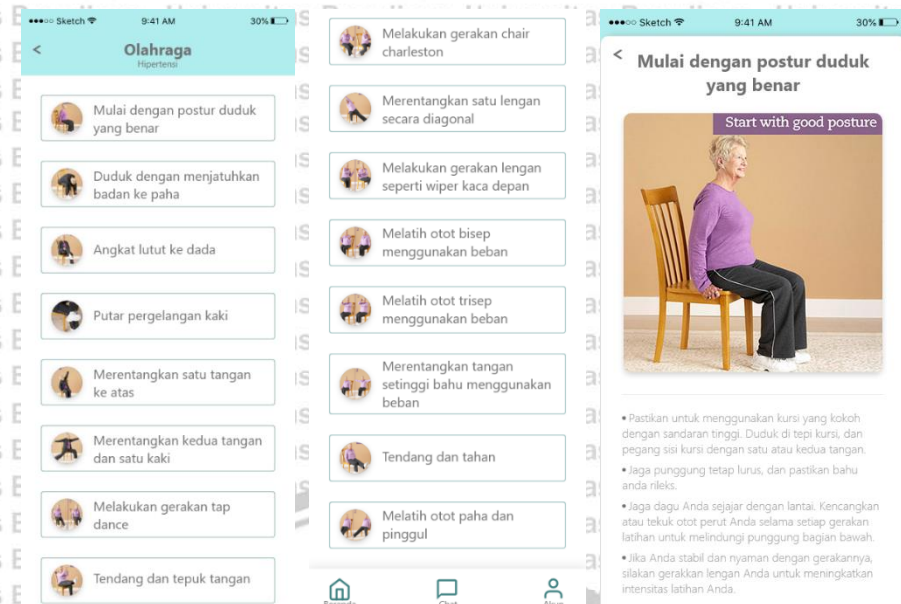 Sketch 9:41 AM 30%
<
Olahraga
Hipertensi
Mulai dengan postur duduk
yang benar
Duduk dengan menjatuhkan
badan ke paha
Angkat lutut ke dada
Putar pergelangan kaki
Merentangkan satu tangan
ke atas
Merentangkan kedua tangan
dan satu kaki
Melakukan gerakan tap
dance
Tendang dan tepuk tangan
Melakukan gerakan chair
charleston
Merentangkan satu lengan
secara diagonal
Melakukan gerakan lengan
seperti wiper kaca depan
Melatih otot bisep
menggunakan beban
Melatih otot trisep
menggunakan beban
Merentangkan tangan
setinggi bahu menggunakan
beban
Tendang dan tahan
Melatih otot paha dan
pinggul
Sketch 9:41 AM 30%
<
Mulai dengan postur duduk
yang benar
Start with good posture
• Pastikan untuk menggunakan kursi yang kokoh
dengan sandaran tinggi. Duduk di tepi kursi, dan
pegang sisi kursi dengan satu atau kedua tangan.
• Jaga punggung tetap lurus, dan pastikan bahu
anda rileks.
• Jaga dagu Anda sejajar dengan lantai. Kencangkan
atau tekuk otot perut Anda selama setiap gerakan
latihan untuk melindungi punggung bagian bawah.
• Jika Anda stabil dan nyaman dengan gerakannya,
silakan gerakkan lengan Anda untuk meningkatkan
intensitas latihan Anda.